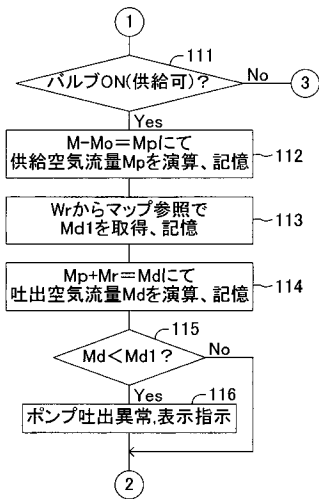 1
111
バルブON(供給可)?
No
3
Yes
M-Mo=Mpにて
供給空気流量Mpを演算、記憶
112
Wrからマップ参照で
Md1を取得、記憶
113
Mp+Mr=Mdにて
吐出空気流量Mdを演算、記憶
114
115
Md<Md1?
No
Yes
116
ポンプ吐出異常,表示指示
2